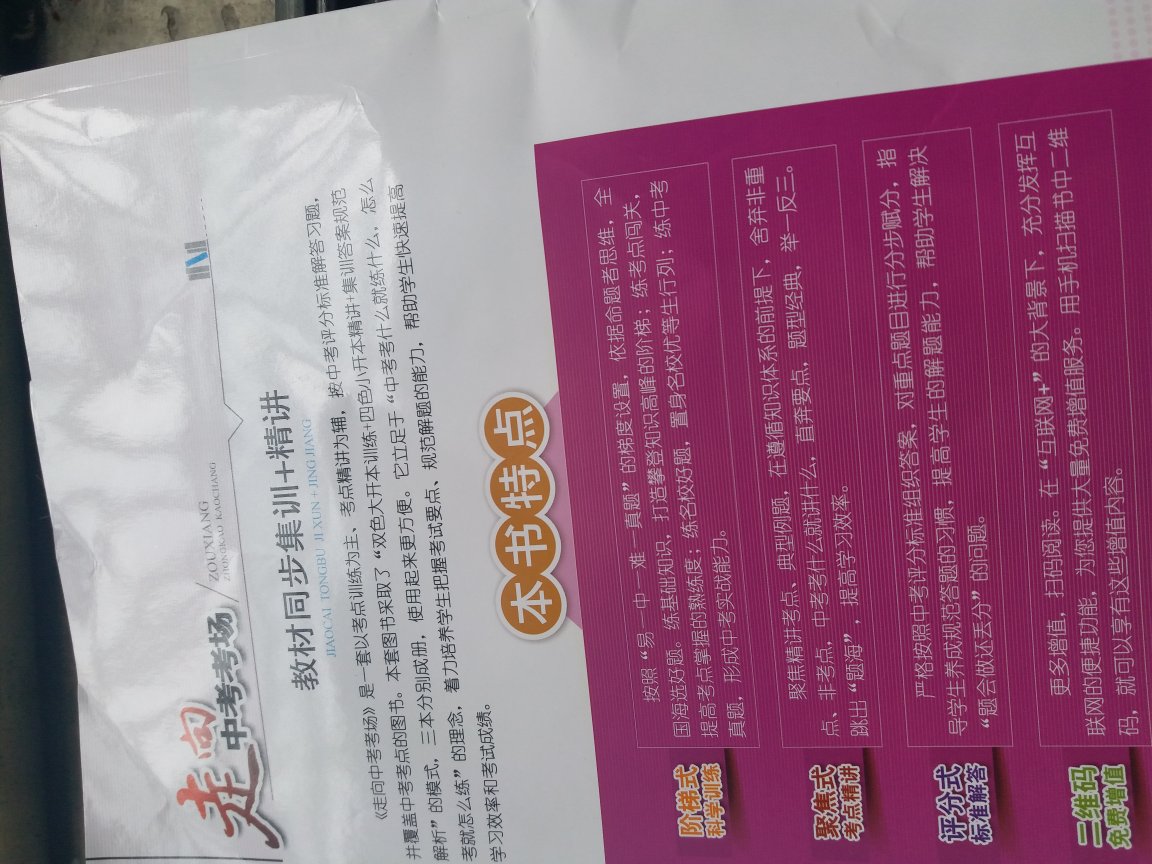 走向
中考考场
ZOUXIANG
ZHONGKAO KAOCHANG
教材同步集训+精讲
JIAOCAI TONGBU JI XUN + JING JIANG
《走向中考考场》是一套以考点训练为主、考点精讲为辅，按中考评分标准解答习题，
并覆盖中考考点的图书。本套图书采取了“双色大开本训练+四色小开本精讲+集训答案规范
解析”的模式，三本分别成册，使用起来更方便。它立足于“中考考什么就练什么，怎么
考就怎么练”的理念，着力培养学生把握考试要点、规范解题的能力，帮助学生快速提高
学习效率和考试成绩。
本书特点
阶梯式
科学训练
按照“易—中—难—真题”的梯度设置，依据命题者思维，全
国海选好题。练基础知识，打造攀登知识高峰的阶梯；练考点闯关，
提高考点掌握的熟练度；练名校好题，置身名校优等生行列；练中考
真题，形成中考实战能力。
聚焦式
考点精讲
聚焦精讲考点、典型例题，在遵循知识体系的前提下，舍弃非重
点、非考点，中考考什么就讲什么，直奔要点，题型经典，举一反三。
跳出“题海”，提高学习效率。
评分式
标准解答
严格按照中考评分标准组织答案，对重点题目进行分步赋分，指
导学生养成规范答题的习惯，提高学生的解题能力，帮助学生解决
“题会做还丢分”的问题。
二维码
免费增值
更多增值，扫码阅读。在“互联网+”的大背景下，充分发挥互
联网的便捷功能，为您提供大量免费增值服务。用手机扫描书中二维
码，就可以享有这些增值内容。